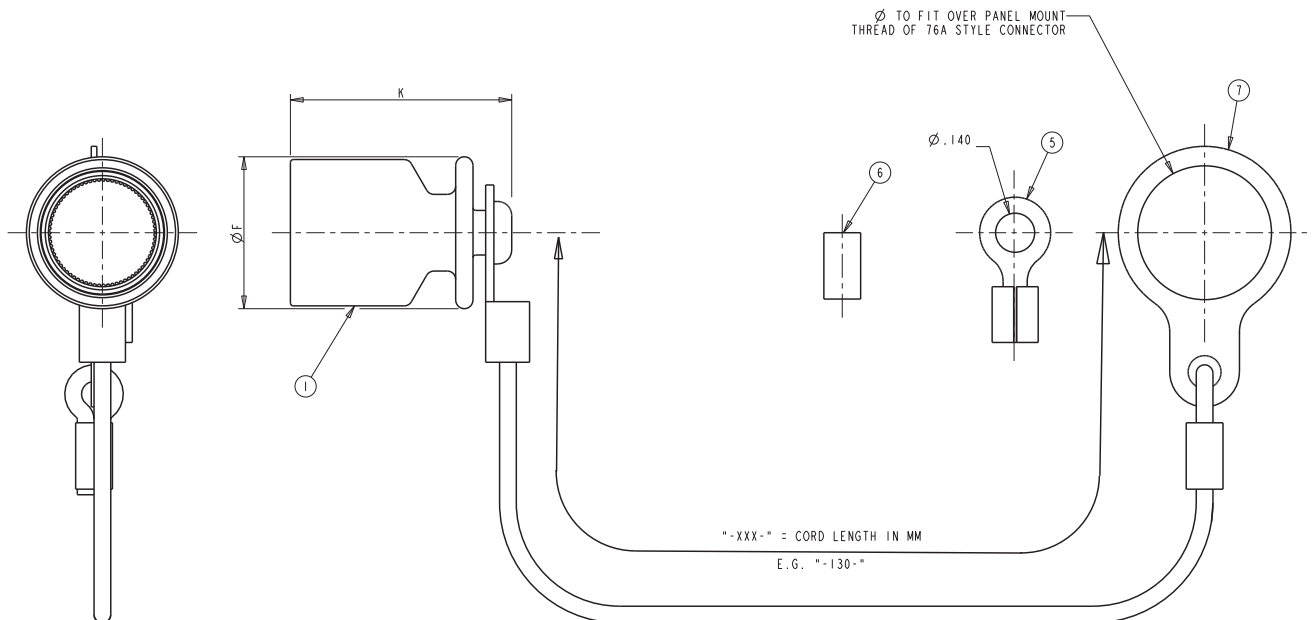 Ø TO FIT OVER PANEL MOUNT
THREAD OF 76A STYLE CONNECTOR
K
7
Ø.140
5
6
ØF
1
"-XXX-" = CORD LENGTH IN MM
E.G. "-130-"